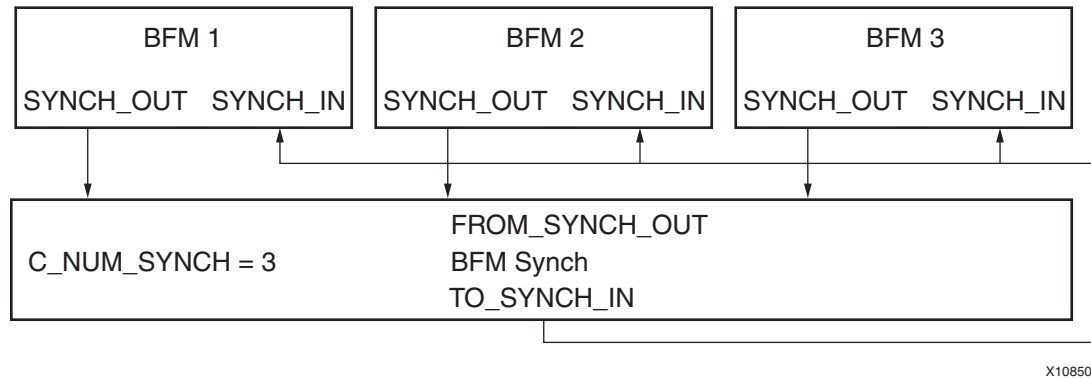 BFM 1 BFM 2 BFM 3
SYNCH_OUT SYNCH_IN SYNCH_OUT SYNCH_IN SYNCH_OUT SYNCH_IN
FROM_SYNCH_OUT
C_NUM_SYNCH = 3 BFM Synch
TO_SYNCH_IN
X10850